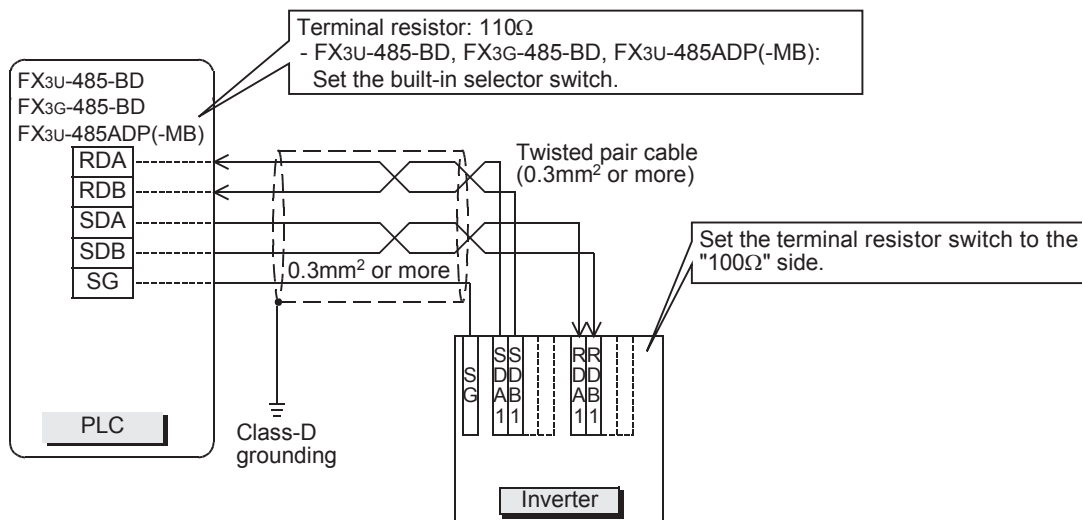 Terminal resistor: 110Ω
- FX3U-485-BD, FX3G-485-BD, FX3U-485ADP(-MB):
Set the built-in selector switch.
FX3U-485-BD
FX3G-485-BD
FX3U-485ADP(-MB)
RDA
RDB
SDA
SDB
SG
PLC
Twisted pair cable
(0.3mm² or more)
0.3mm² or more
Class-D
grounding
Set the terminal resistor switch to the
"100Ω" side.
SG
SDA1
SDB1
RDA1
RDB1
Inverter